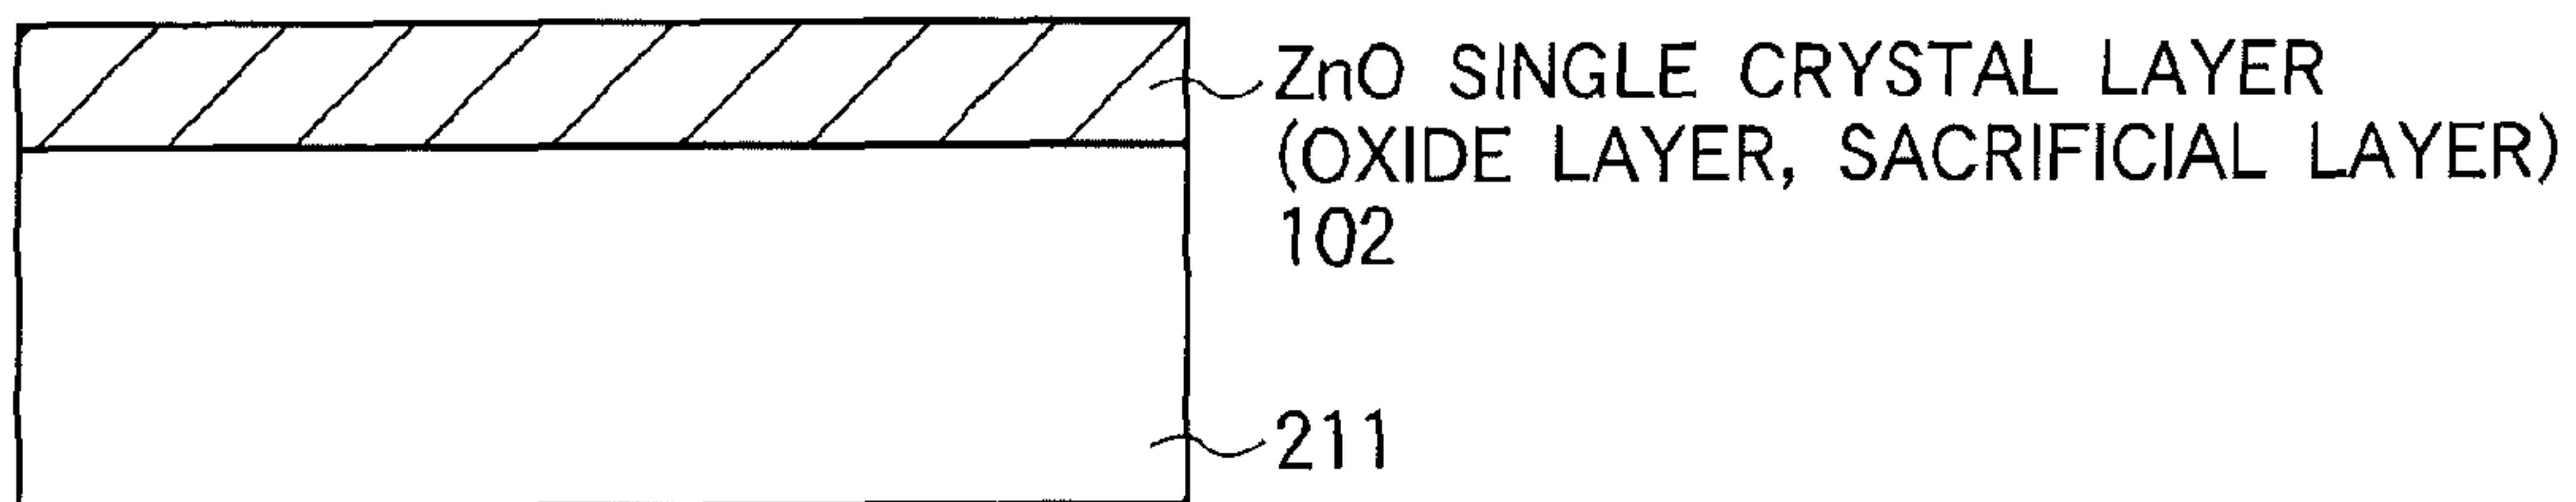 ZnO SINGLE CRYSTAL LAYER
(OXIDE LAYER, SACRIFICIAL LAYER)
102
211